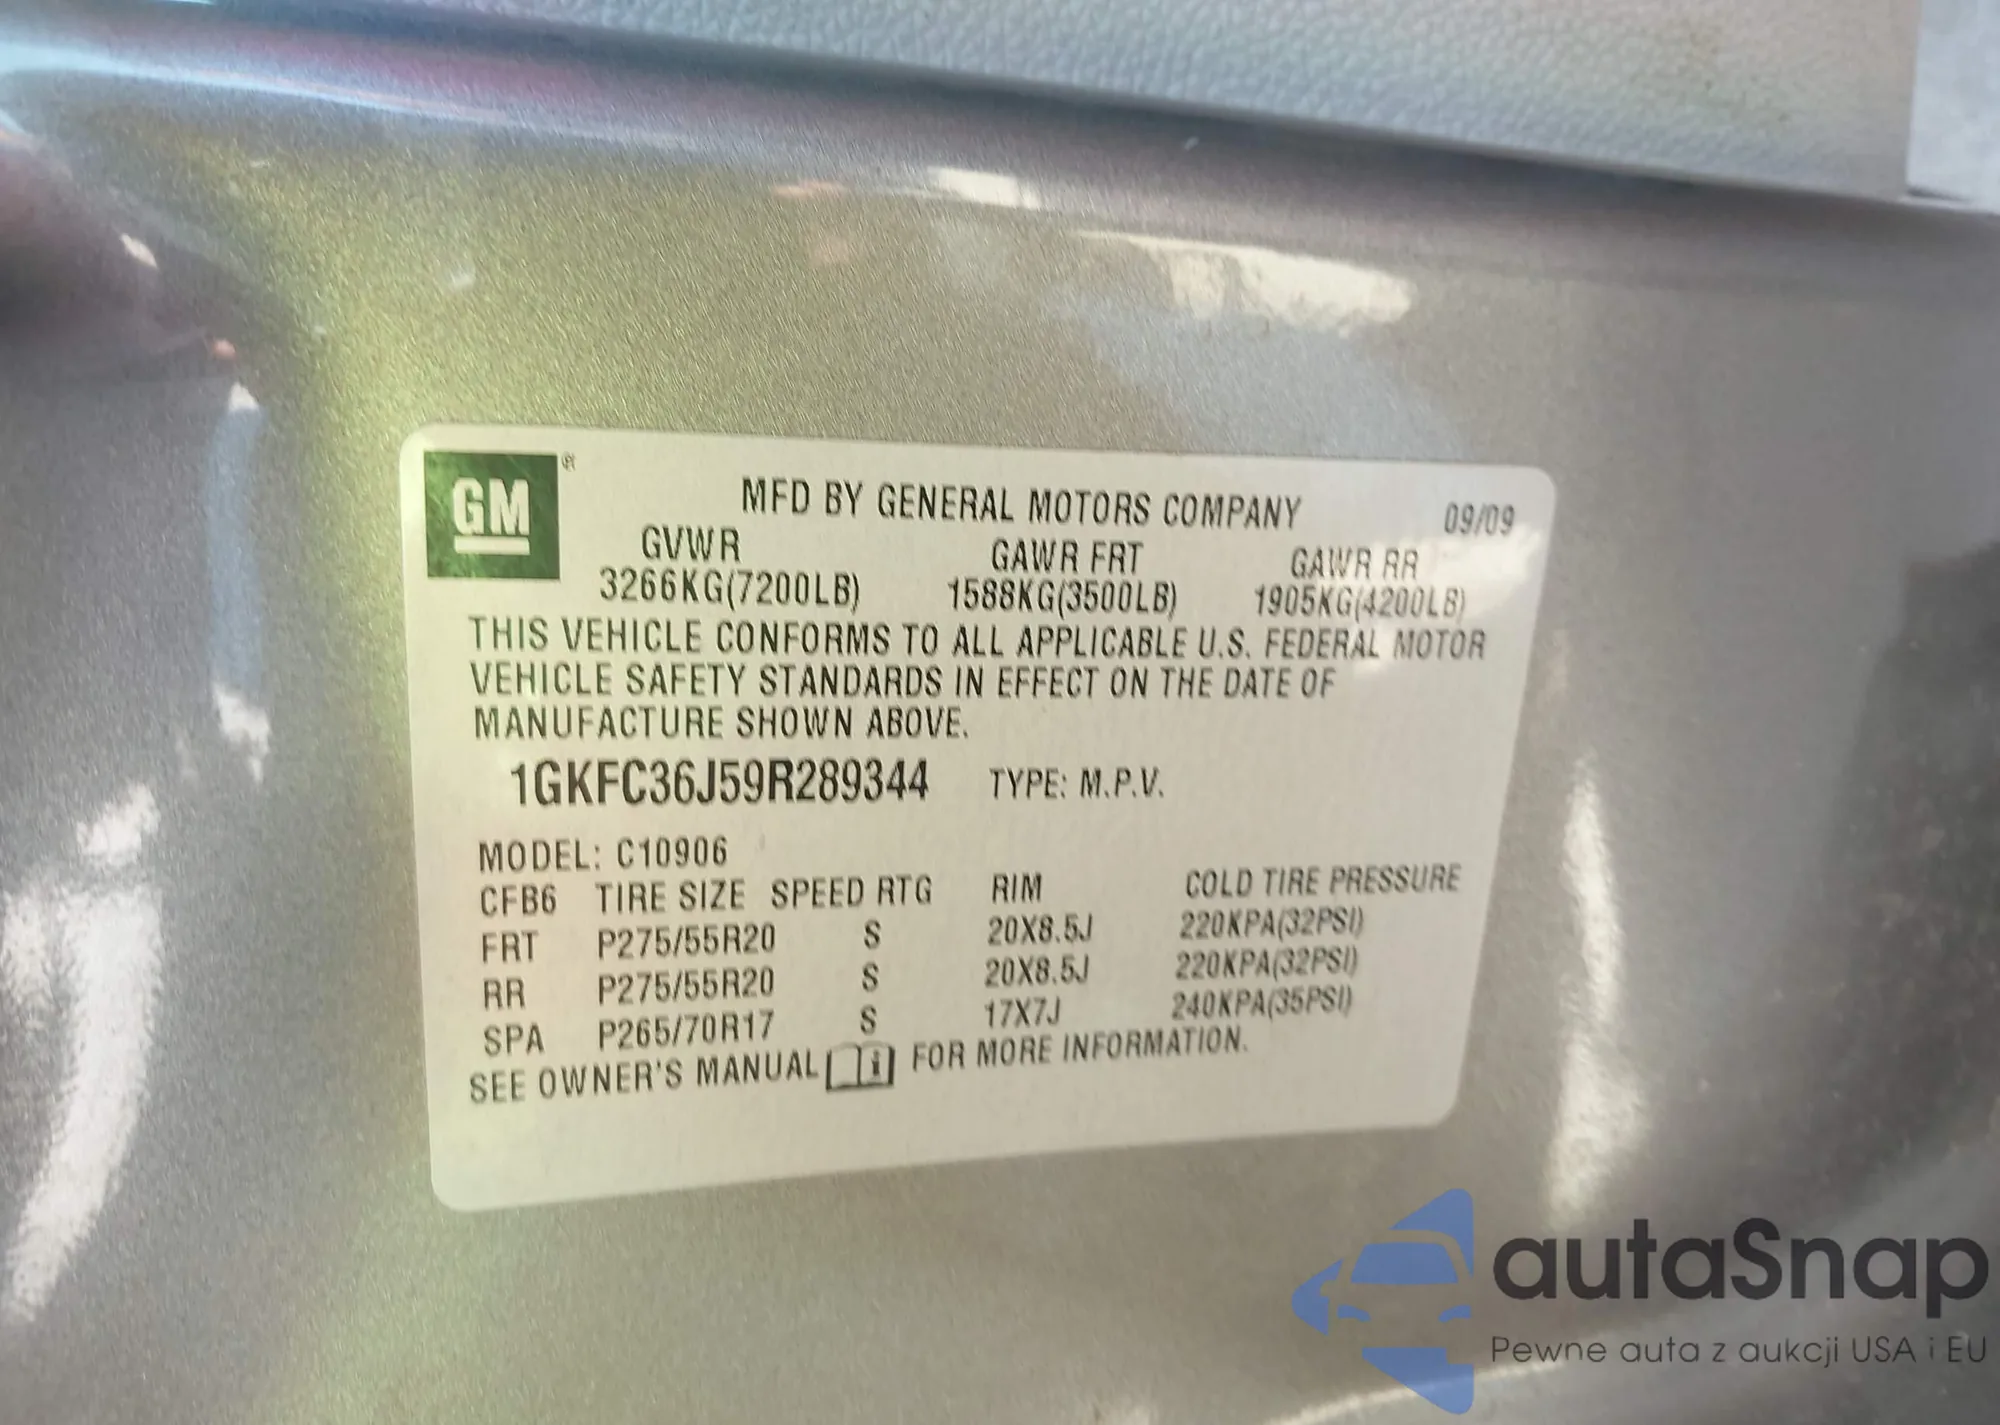 GM®
MFD BY GENERAL MOTORS COMPANY 09/09
GVWR GAWR FRT GAWR RR
3266KG(7200LB) 1588KG(3500LB) 1905KG(4200LB)
THIS VEHICLE CONFORMS TO ALL APPLICABLE U.S. FEDERAL MOTOR
VEHICLE SAFETY STANDARDS IN EFFECT ON THE DATE OF
MANUFACTURE SHOWN ABOVE.
1GKFC36J59R289344 TYPE: M.P.V.
MODEL: C10906
CFB6 TIRE SIZE SPEED RTG RIM COLD TIRE PRESSURE
FRT P275/55R20 S 20X8.5J 220KPA(32PSI)
RR P275/55R20 S 20X8.5J 220KPA(32PSI)
SPA P265/70R17 S 17X7J 240KPA(35PSI)
SEE OWNER'S MANUAL i FOR MORE INFORMATION.
autaSnap
Pewne auta z aukcji USA i EU